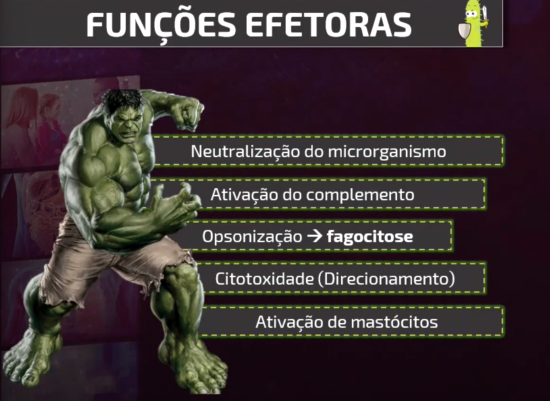 FUNÇÕES EFETORAS
Neutralização do microrganismo
Ativação do complemento
Opsonização → fagocitose
Citotoxidade (Direcionamento)
Ativação de mastócitos